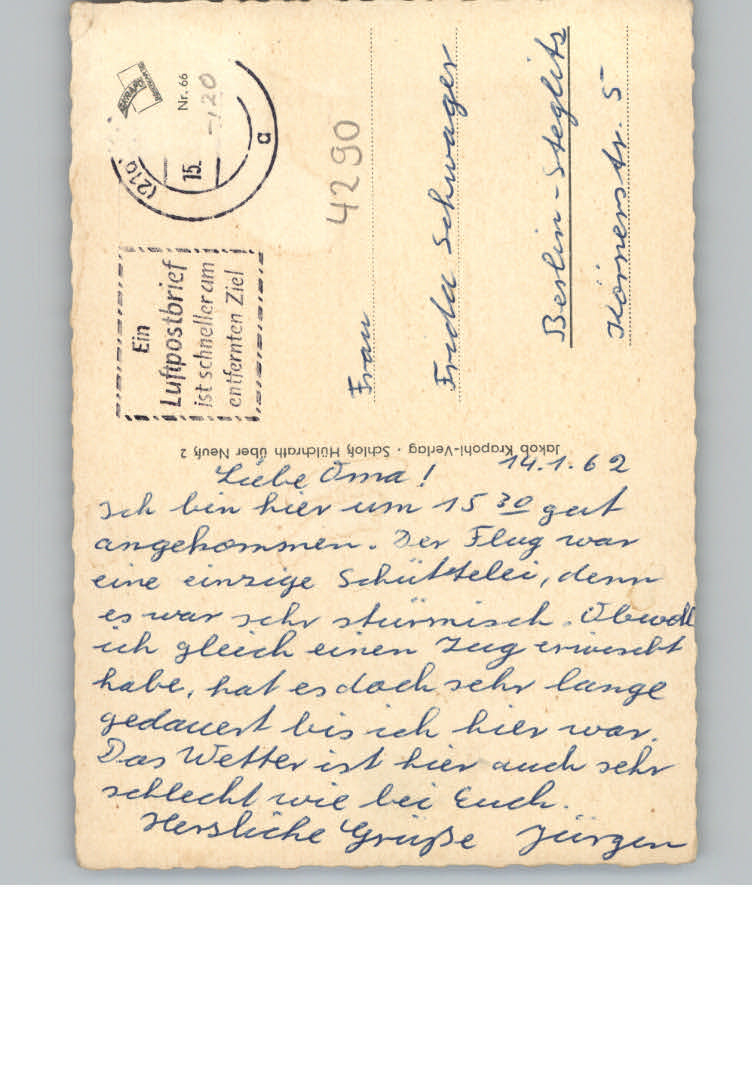 Nr. 66
-,20
(21a)
15.
a
Ein
Luftpostbrief
ist schneller am
entfernten Ziel
4290
Frau
Frieda Schwager
Berlin-Steglitz
Körnerstr. 5
Jakob Krapohl-Verlag · Schloß Hülchrath über Neuß 2
14.1.62
Liebe Oma!
Ich bin hier um 15 30 gut
angekommen. Der Flug war
eine einzige Schüttelei, denn
es war sehr stürmisch. Obwohl
ich gleich einen Zug erwischt
habe, hat es doch sehr lange
gedauert bis ich hier war.
Das Wetter ist hier auch sehr
schlecht wie bei Euch.
Herzliche Grüße Jürgen